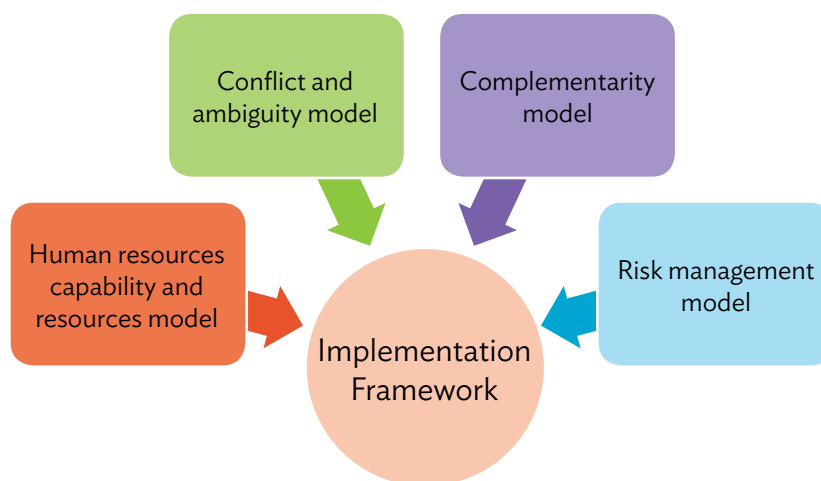 Conflict and
ambiguity model
Complementarity
model
Human resources
capability and
resources model
Risk management
model
Implementation
Framework